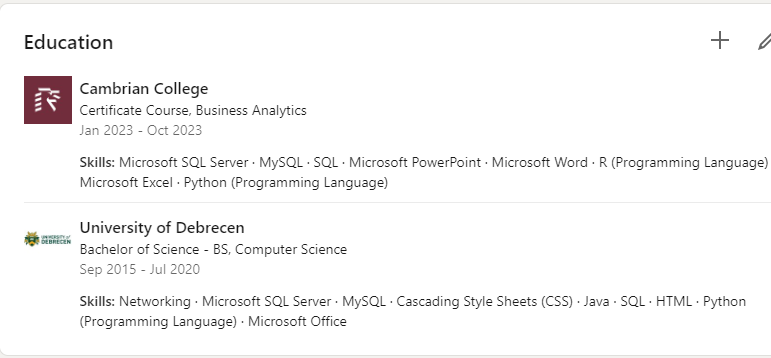 Education
Cambrian College
Certificate Course, Business Analytics
Jan 2023 - Oct 2023
Skills: Microsoft SQL Server · MySQL · SQL · Microsoft PowerPoint · Microsoft Word · R (Programming Language)
Microsoft Excel · Python (Programming Language)
UNIVERSITY of
DEBRECEN
University of Debrecen
Bachelor of Science - BS, Computer Science
Sep 2015 - Jul 2020
Skills: Networking · Microsoft SQL Server · MySQL · Cascading Style Sheets (CSS) · Java · SQL · HTML · Python
(Programming Language) · Microsoft Office